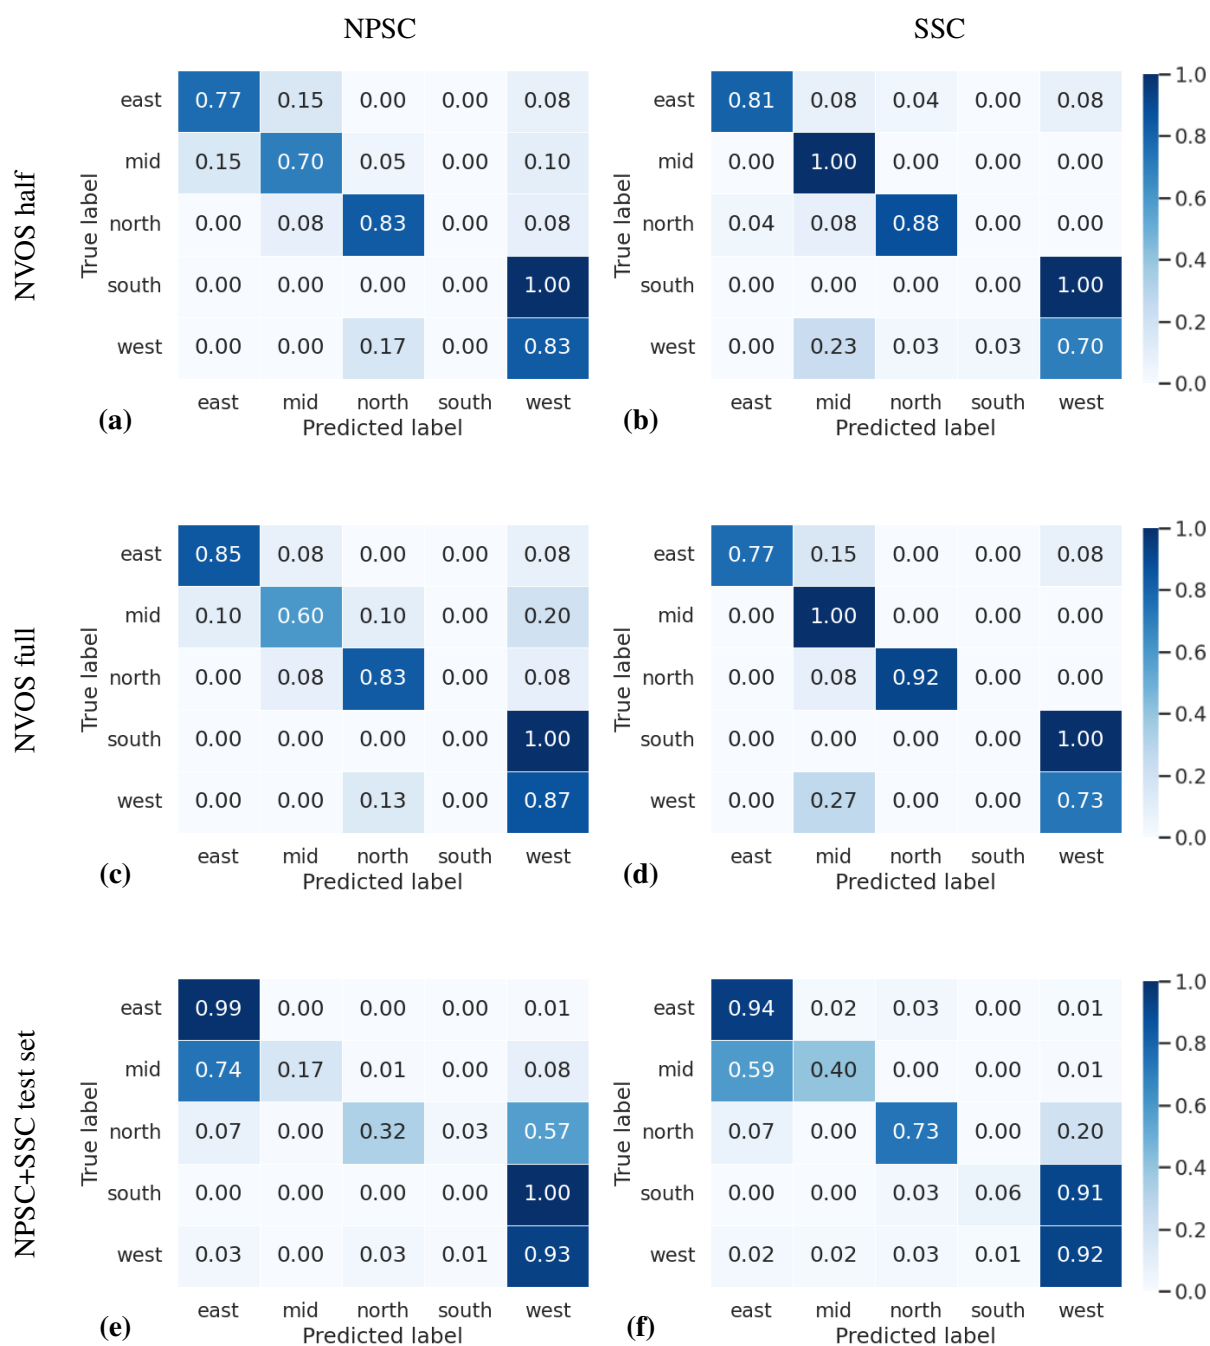 NPSC SSC
NVOS half
True label
east 0.77 0.15 0.00 0.00 0.08
mid 0.15 0.70 0.05 0.00 0.10
north 0.00 0.08 0.83 0.00 0.08
south 0.00 0.00 0.00 0.00 1.00
west 0.00 0.00 0.17 0.00 0.83
east mid north south west
(a) Predicted label
True label
east 0.81 0.08 0.04 0.00 0.08
mid 0.00 1.00 0.00 0.00 0.00
north 0.04 0.08 0.88 0.00 0.00
south 0.00 0.00 0.00 0.00 1.00
west 0.00 0.23 0.03 0.03 0.70
east mid north south west
(b) Predicted label
1.0
0.8
0.6
0.4
0.2
0.0
NVOS full
True label
east 0.85 0.08 0.00 0.00 0.08
mid 0.10 0.60 0.10 0.00 0.20
north 0.00 0.08 0.83 0.00 0.08
south 0.00 0.00 0.00 0.00 1.00
west 0.00 0.00 0.13 0.00 0.87
east mid north south west
(c) Predicted label
True label
east 0.77 0.15 0.00 0.00 0.08
mid 0.00 1.00 0.00 0.00 0.00
north 0.00 0.08 0.92 0.00 0.00
south 0.00 0.00 0.00 0.00 1.00
west 0.00 0.27 0.00 0.00 0.73
east mid north south west
(d) Predicted label
1.0
0.8
0.6
0.4
0.2
0.0
NPSC+SSC test set
True label
east 0.99 0.00 0.00 0.00 0.01
mid 0.74 0.17 0.01 0.00 0.08
north 0.07 0.00 0.32 0.03 0.57
south 0.00 0.00 0.00 0.00 1.00
west 0.03 0.00 0.03 0.01 0.93
east mid north south west
(e) Predicted label
True label
east 0.94 0.02 0.03 0.00 0.01
mid 0.59 0.40 0.00 0.00 0.01
north 0.07 0.00 0.73 0.00 0.20
south 0.00 0.00 0.03 0.06 0.91
west 0.02 0.02 0.03 0.01 0.92
east mid north south west
(f) Predicted label
1.0
0.8
0.6
0.4
0.2
0.0